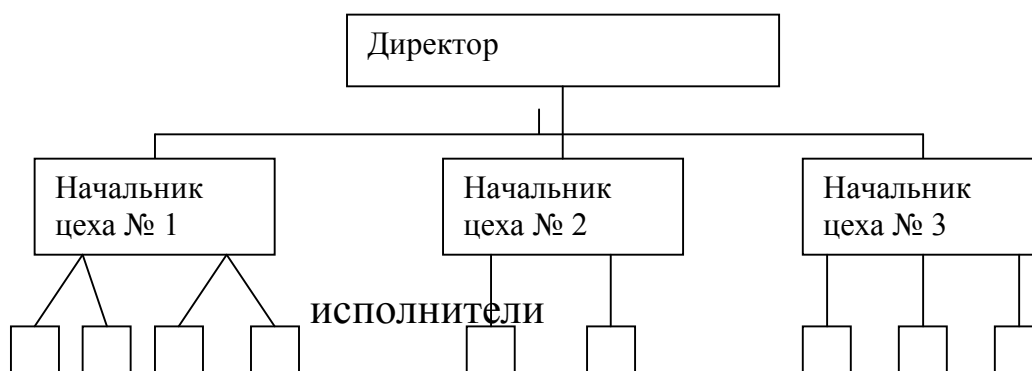 Директор
Начальник
цеха № 1
Начальник
цеха № 2
Начальник
цеха № 3
исполнители